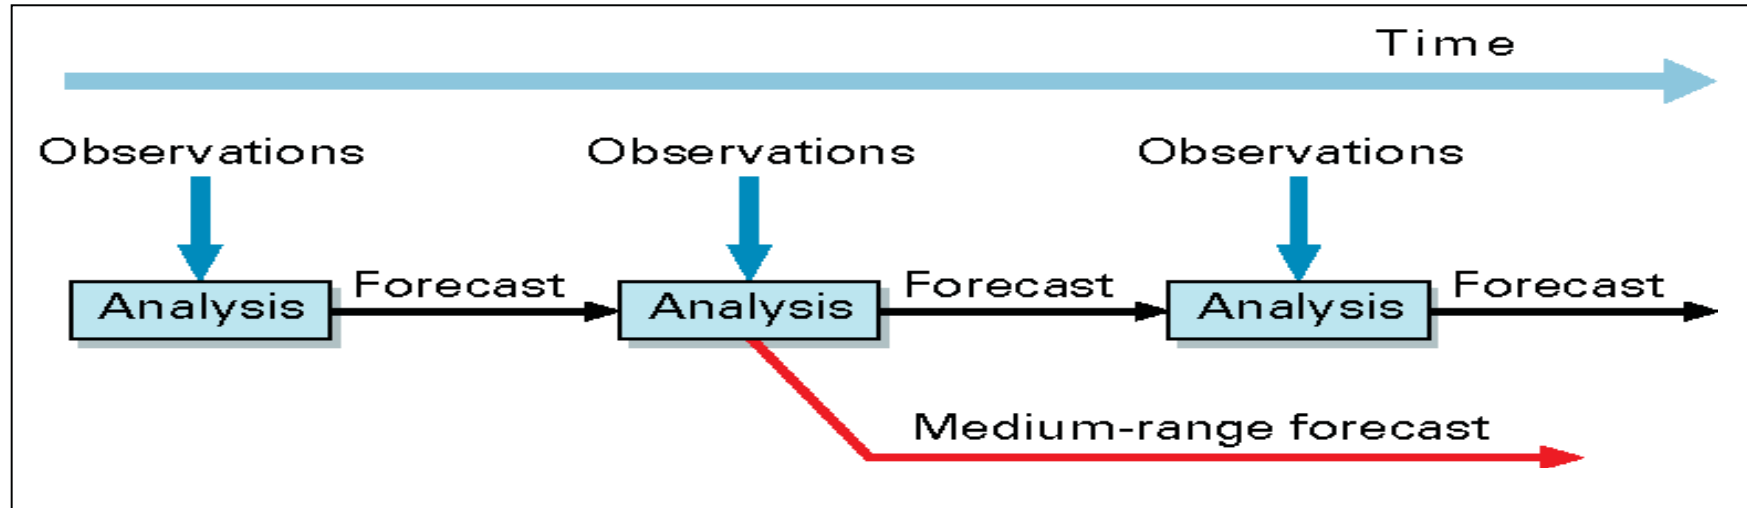 Time
Observations Observations Observations
Analysis Forecast Analysis Forecast Analysis Forecast
Medium-range forecast